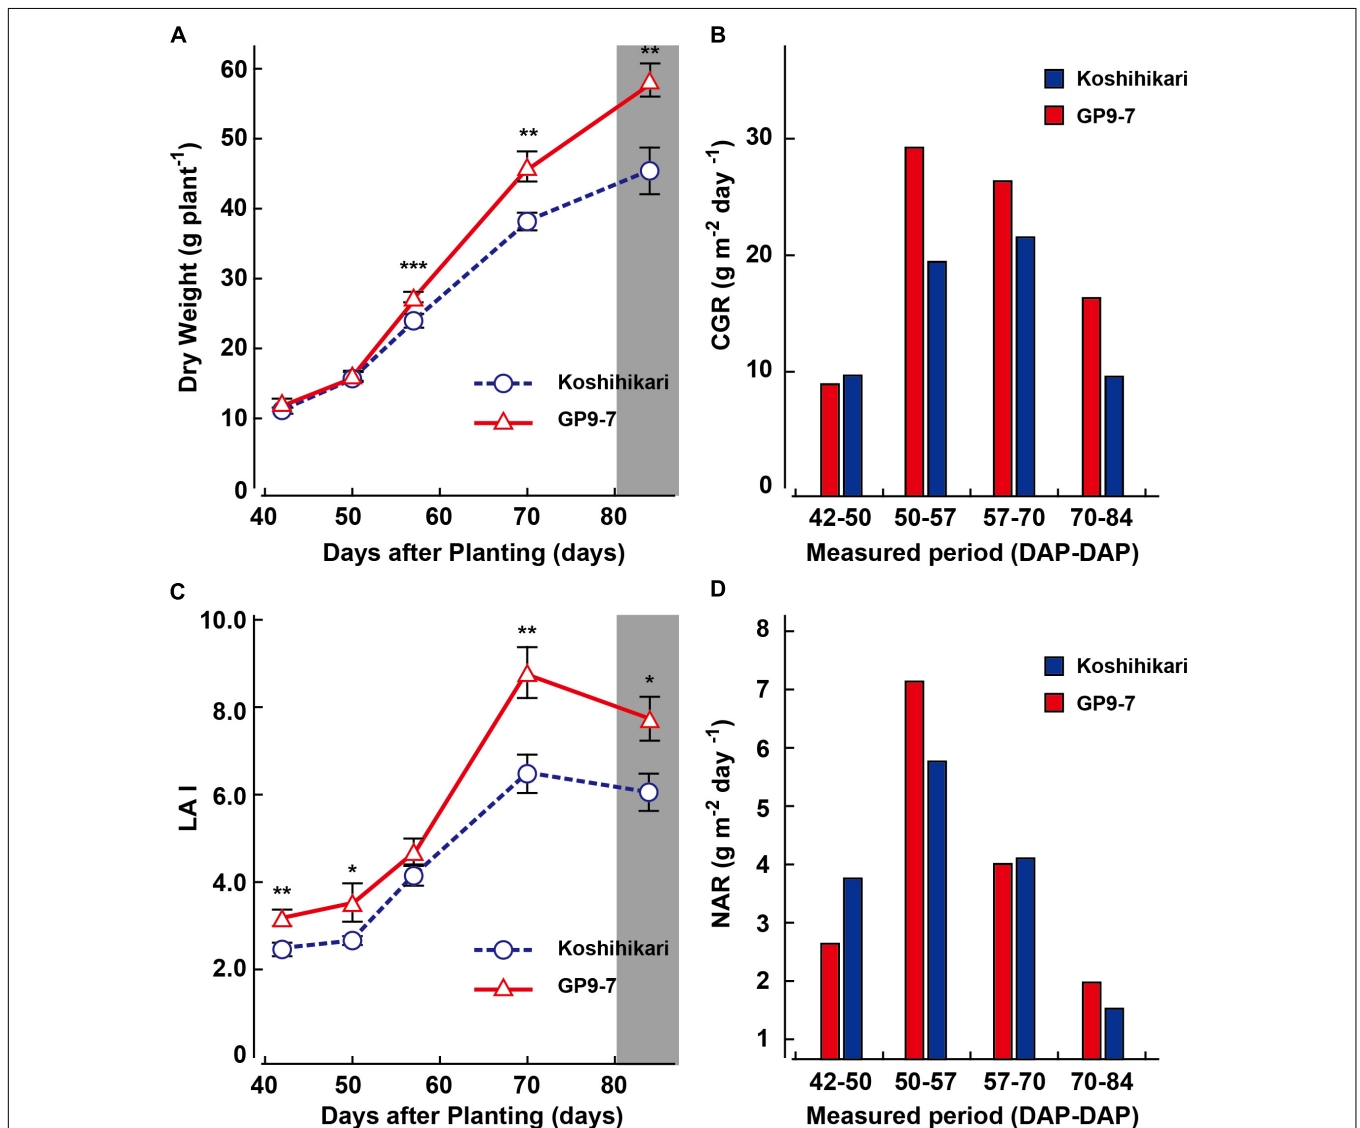 A
**
60
**
50
Dry Weight (g plant-1)
40
***
30
20
Koshihikari
GP9-7
10
0
40 50 60 70 80
Days after Planting (days)
B
Koshihikari
GP9-7
30
CGR (g m-2 day -1)
20
10
0
42-50 50-57 57-70 70-84
Measured period (DAP-DAP)
C
10.0
**
*
8.0
LA I
6.0
*
**
4.0
Koshihikari
GP9-7
2.0
0
40 50 60 70 80
Days after Planting (days)
D
8
Koshihikari
GP9-7
7
6
NAR (g m-2 day -1)
5
4
3
2
1
42-50 50-57 57-70 70-84
Measured period (DAP-DAP)